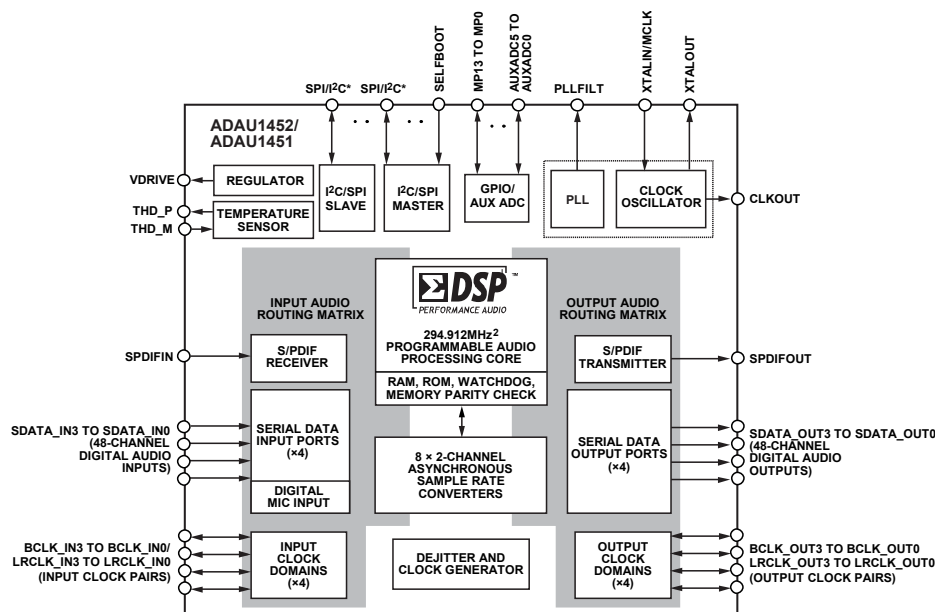 SPI/I²C*
SPI/I²C*
SELFBOOT
MP13 TO MP0
AUXADC5 TO
AUXADC0
PLLFILT
XTALIN/MCLK
XTALOUT
ADAU1452/
ADAU1451
VDRIVE
REGULATOR
THD_P
THD_M
TEMPERATURE
SENSOR
I²C/SPI
SLAVE
I²C/SPI
MASTER
GPIO/
AUX ADC
PLL
CLOCK
OSCILLATOR
CLKOUT
INPUT AUDIO
ROUTING MATRIX
ΣDSP™
PERFORMANCE AUDIO
294.912MHz²
PROGRAMMABLE AUDIO
PROCESSING CORE
RAM, ROM, WATCHDOG,
MEMORY PARITY CHECK
OUTPUT AUDIO
ROUTING MATRIX
SPDIFIN
S/PDIF
RECEIVER
S/PDIF
TRANSMITTER
SPDIFOUT
SDATA_IN3 TO SDATA_IN0
(48-CHANNEL
DIGITAL AUDIO
INPUTS)
SERIAL DATA
INPUT PORTS
(×4)
DIGITAL
MIC INPUT
8 × 2-CHANNEL
ASYNCHRONOUS
SAMPLE RATE
CONVERTERS
SERIAL DATA
OUTPUT PORTS
(×4)
SDATA_OUT3 TO SDATA_OUT0
(48-CHANNEL
DIGITAL AUDIO
OUTPUTS)
BCLK_IN3 TO BCLK_IN0/
LRCLK_IN3 TO LRCLK_IN0
(INPUT CLOCK PAIRS)
INPUT
CLOCK
DOMAINS
(×4)
DEJITTER AND
CLOCK GENERATOR
OUTPUT
CLOCK
DOMAINS
(×4)
BCLK_OUT3 TO BCLK_OUT0
LRCLK_OUT3 TO LRCLK_OUT0
(OUTPUT CLOCK PAIRS)